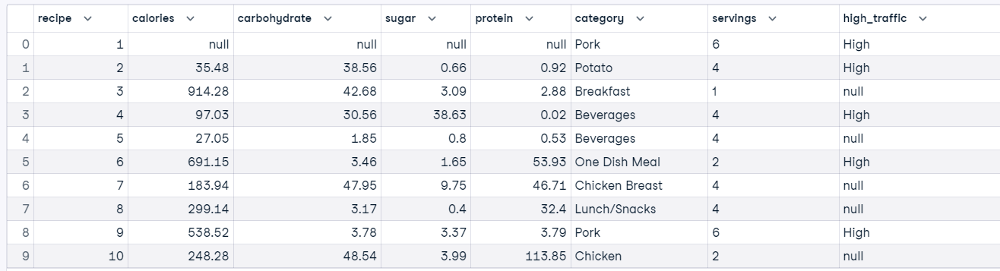 recipe calories carbohydrate sugar protein category servings high_traffic
0 1 null null null null Pork 6 High
1 2 35.48 38.56 0.66 0.92 Potato 4 High
2 3 914.28 42.68 3.09 2.88 Breakfast 1 null
3 4 97.03 30.56 38.63 0.02 Beverages 4 High
4 5 27.05 1.85 0.8 0.53 Beverages 4 null
5 6 691.15 3.46 1.65 53.93 One Dish Meal 2 High
6 7 183.94 47.95 9.75 46.71 Chicken Breast 4 null
7 8 299.14 3.17 0.4 32.4 Lunch/Snacks 4 null
8 9 538.52 3.78 3.37 3.79 Pork 6 High
9 10 248.28 48.54 3.99 113.85 Chicken 2 null